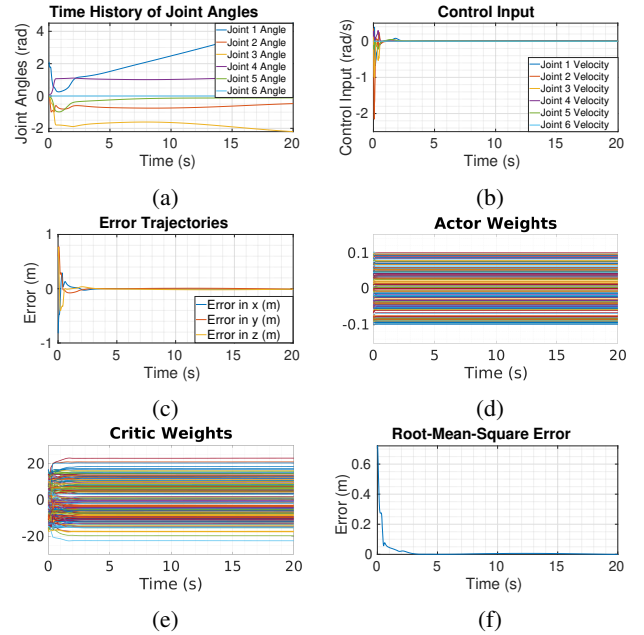 Time History of Joint Angles
Joint Angles (rad)
4
2
0
-2
0
5
10
15
20
Time (s)
Joint 1 Angle
Joint 2 Angle
Joint 3 Angle
Joint 4 Angle
Joint 5 Angle
Joint 6 Angle
(a)
Control Input
Control Input (rad/s)
0
-1
-2
0
5
10
15
20
Time (s)
Joint 1 Velocity
Joint 2 Velocity
Joint 3 Velocity
Joint 4 Velocity
Joint 5 Velocity
Joint 6 Velocity
(b)
Error Trajectories
Error (m)
1
0
-1
0
5
10
15
20
Time (s)
Error in x (m)
Error in y (m)
Error in z (m)
(c)
Actor Weights
0.1
0
-0.1
0
5
10
15
20
Time (s)
(d)
Critic Weights
20
0
-20
0
5
10
15
20
Time (s)
(e)
Root-Mean-Square Error
Error (m)
0.6
0.4
0.2
0
0
5
10
15
20
Time (s)
(f)